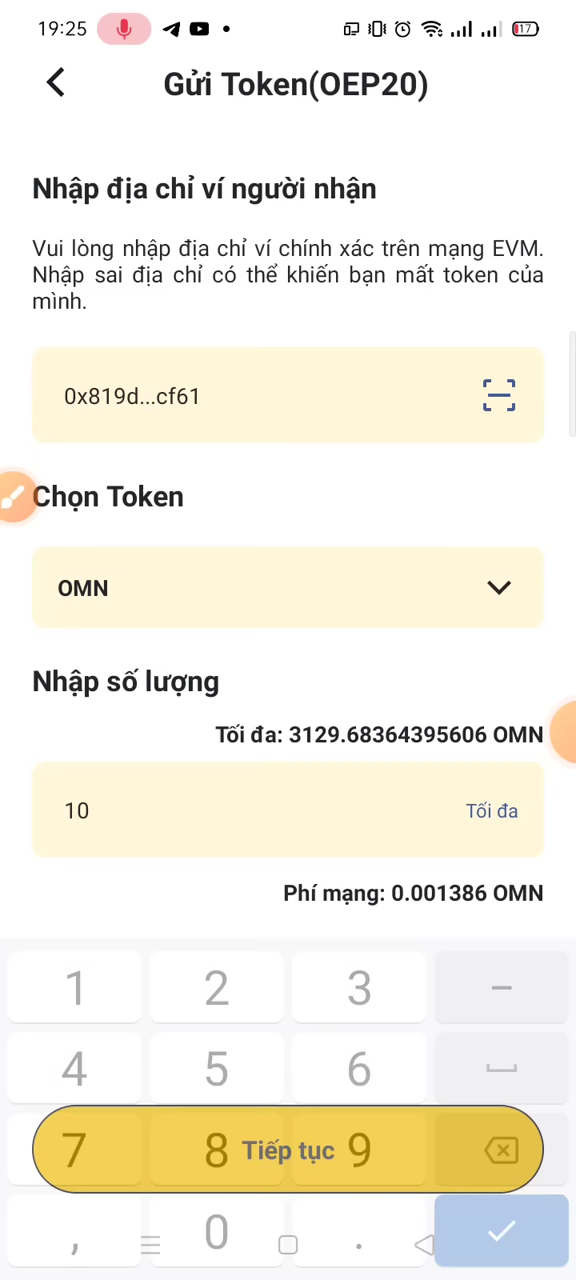 19:25
17
Gửi Token(OEP20)
Nhập địa chỉ ví người nhận
Vui lòng nhập địa chỉ ví chính xác trên mạng EVM.
Nhập sai địa chỉ có thể khiến bạn mất token của
mình.
0x819d...cf61
Chọn Token
OMN
Nhập số lượng
Tối đa: 3129.68364395606 OMN
10 Tối đa
Phí mạng: 0.001386 OMN
1 2 3 –
4 5 6
7 8 Tiếp tục 9
, 0 .